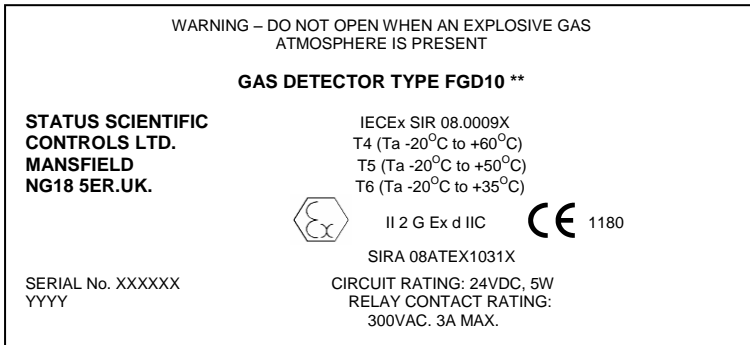 WARNING – DO NOT OPEN WHEN AN EXPLOSIVE GAS
ATMOSPHERE IS PRESENT
GAS DETECTOR TYPE FGD10 **
STATUS SCIENTIFIC
CONTROLS LTD.
MANSFIELD
NG18 5ER.UK.
IECEx SIR 08.0009X
T4 (Ta -20°C to +60°C)
T5 (Ta -20°C to +50°C)
T6 (Ta -20°C to +35°C)
Ex II 2 G Ex d IIC CE 1180
SIRA 08ATEX1031X
SERIAL No. XXXXXX
YYYY
CIRCUIT RATING: 24VDC, 5W
RELAY CONTACT RATING:
300VAC. 3A MAX.